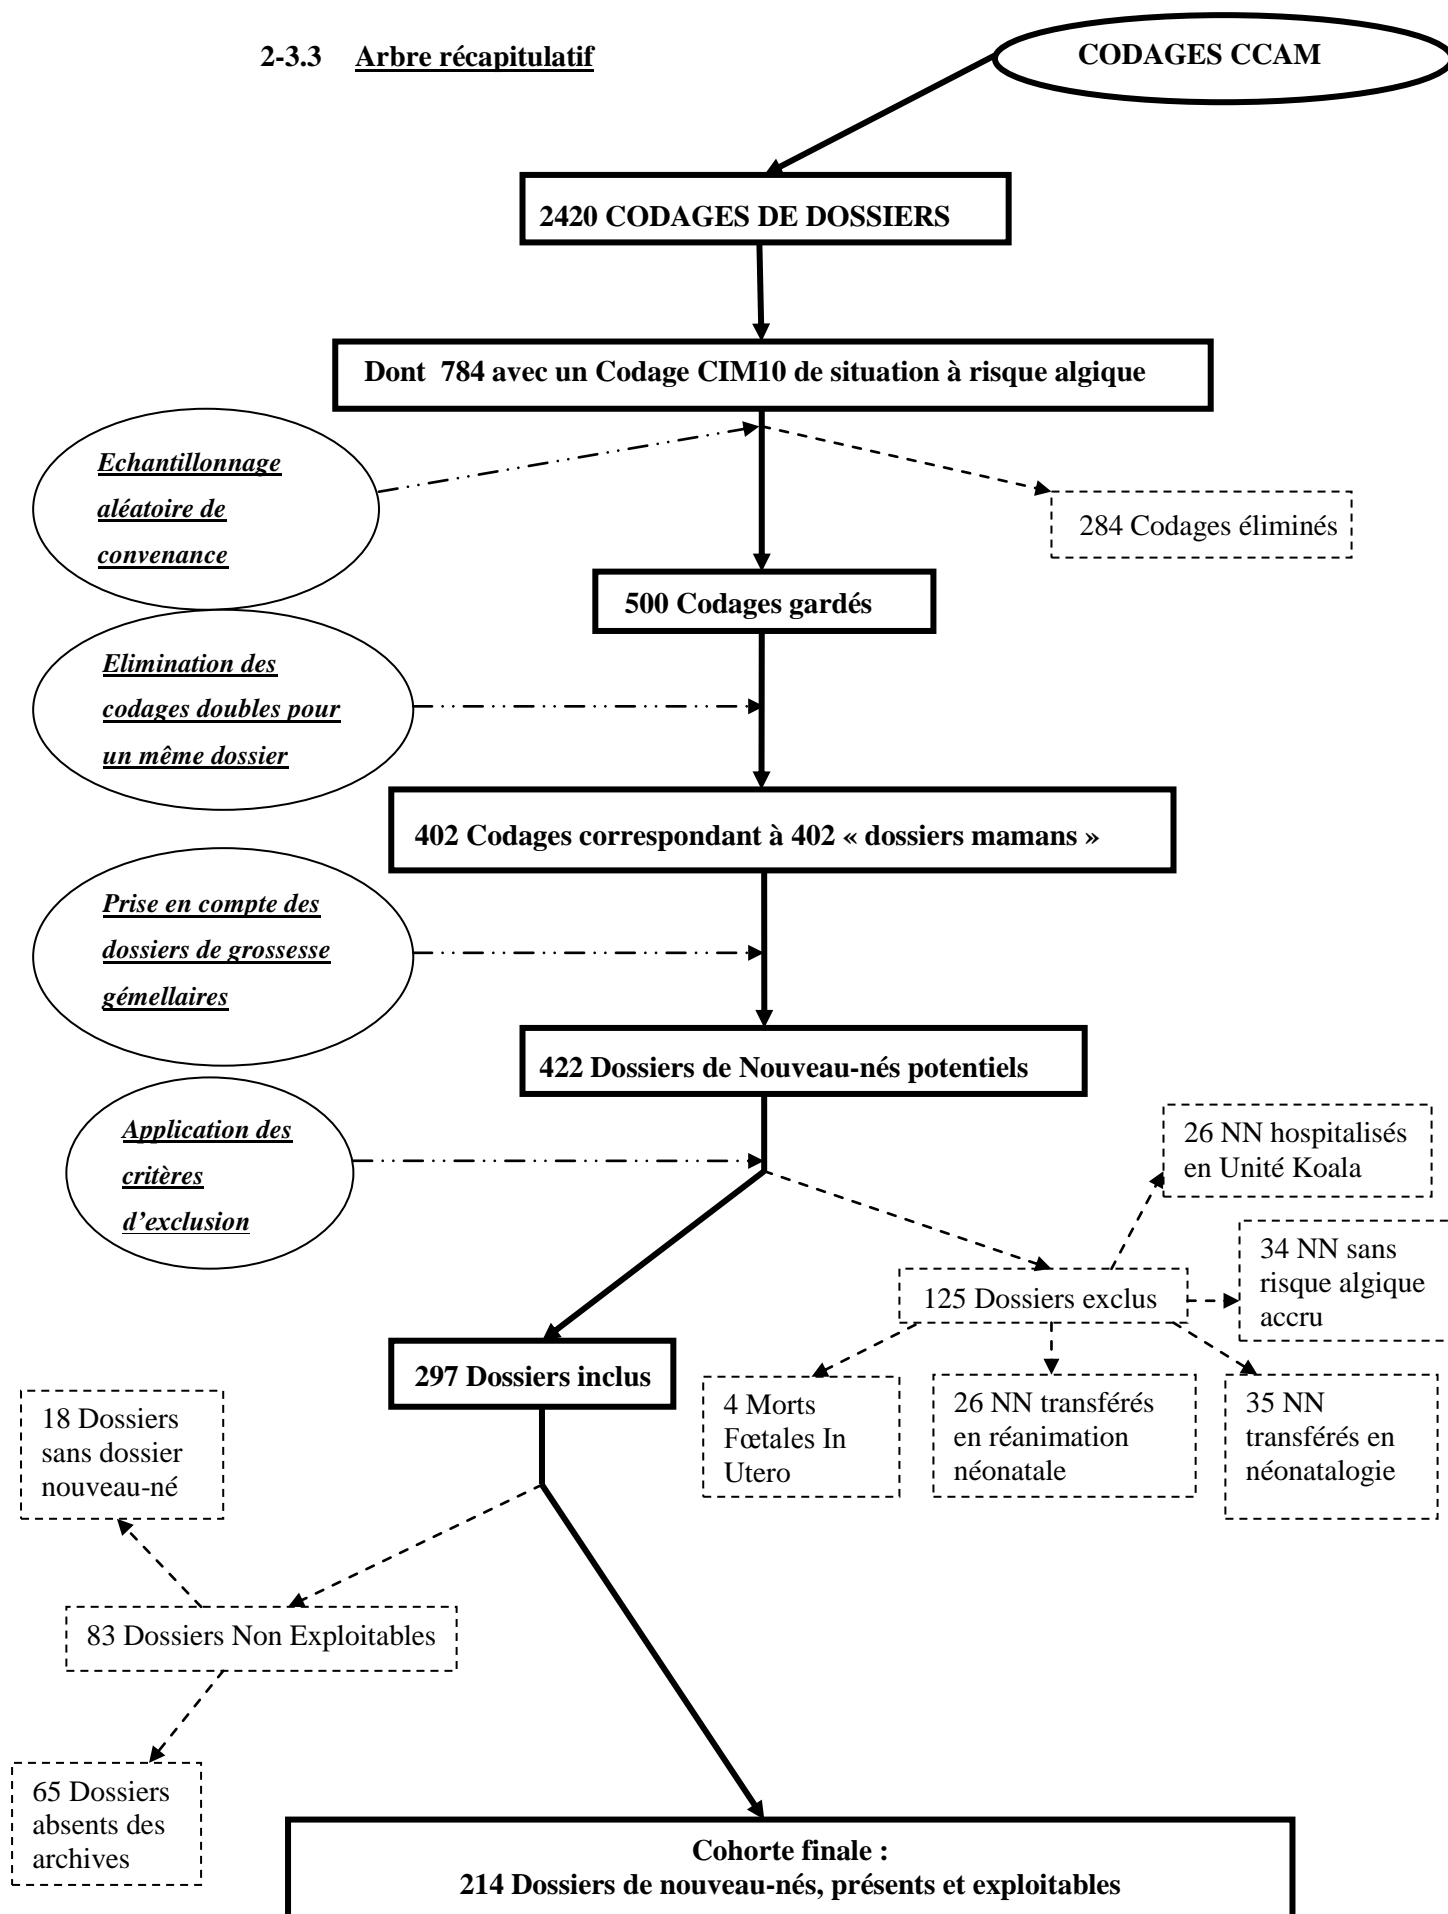 2-3.3 Arbre récapitulatif
CODAGES CCAM
2420 CODAGES DE DOSSIERS
Dont 784 avec un Codage CIM10 de situation à risque algique
Echantillonnage
aléatoire de
convenance
284 Codages éliminés
500 Codages gardés
Elimination des
codages doubles pour
un même dossier
402 Codages correspondant à 402 « dossiers mamans »
Prise en compte des
dossiers de grossesse
gémellaires
422 Dossiers de Nouveau-nés potentiels
Application des
critères
d'exclusion
26 NN hospitalisés
en Unité Koala
34 NN sans
risque algique
accru
125 Dossiers exclus
297 Dossiers inclus
4 Morts
Fœtales In
Utero
26 NN transférés
en réanimation
néonatale
35 NN
transférés en
néonatalogie
18 Dossiers
sans dossier
nouveau-né
83 Dossiers Non Exploitables
65 Dossiers
absents des
archives
Cohorte finale :
214 Dossiers de nouveau-nés, présents et exploitables